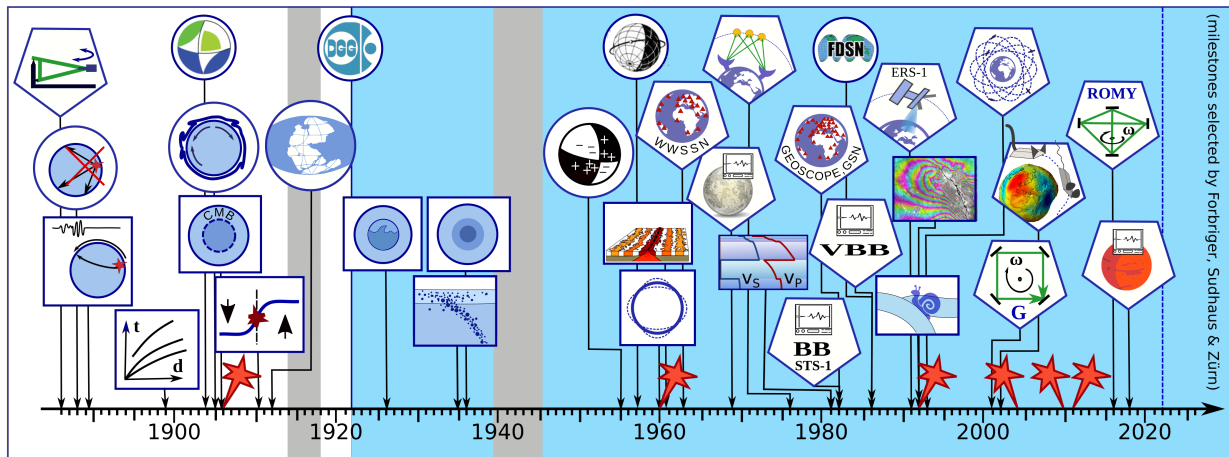 DGG
FDSN
ERS-1
ROMY
ω
WWSSN
GEOSCOPE,GSN
CMB
VBB
ω
G
t
d
VS
VP
BB
STS-1
1900
1920
1940
1960
1980
2000
2020
(milestones selected by Forbriger, Sudhaus & Zürn)